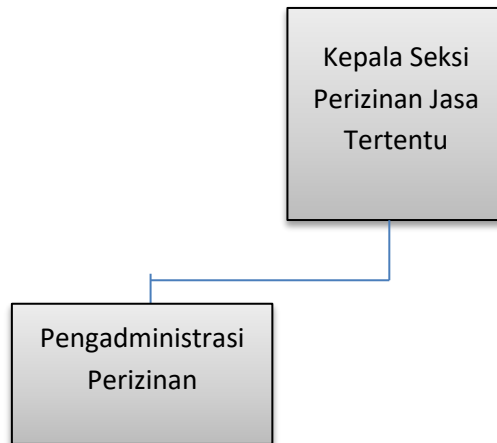 Kepala Seksi
Perizinan Jasa
Tertentu
Pengadministrasi
Perizinan